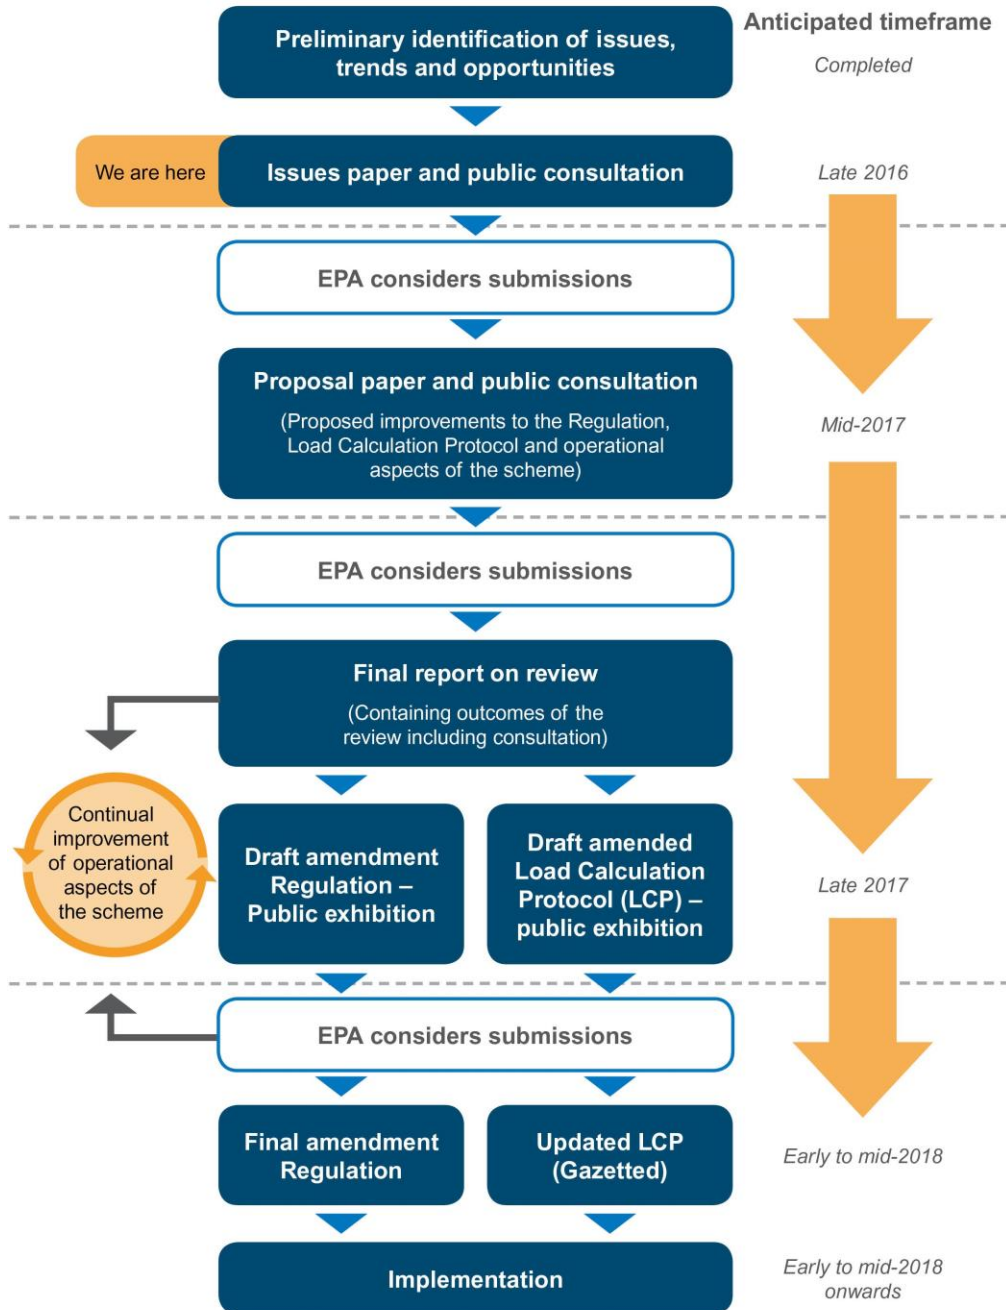 Preliminary identification of issues,
trends and opportunities
Anticipated timeframe
Completed
We are here
Issues paper and public consultation
Late 2016
EPA considers submissions
Proposal paper and public consultation
(Proposed improvements to the Regulation,
Load Calculation Protocol and operational
aspects of the scheme)
Mid-2017
EPA considers submissions
Final report on review
(Containing outcomes of the
review including consultation)
Continual
improvement
of operational
aspects of
the scheme
Draft amendment
Regulation –
Public exhibition
Draft amended
Load Calculation
Protocol (LCP) –
public exhibition
Late 2017
EPA considers submissions
Final amendment
Regulation
Updated LCP
(Gazetted)
Early to mid-2018
Implementation
Early to mid-2018
onwards